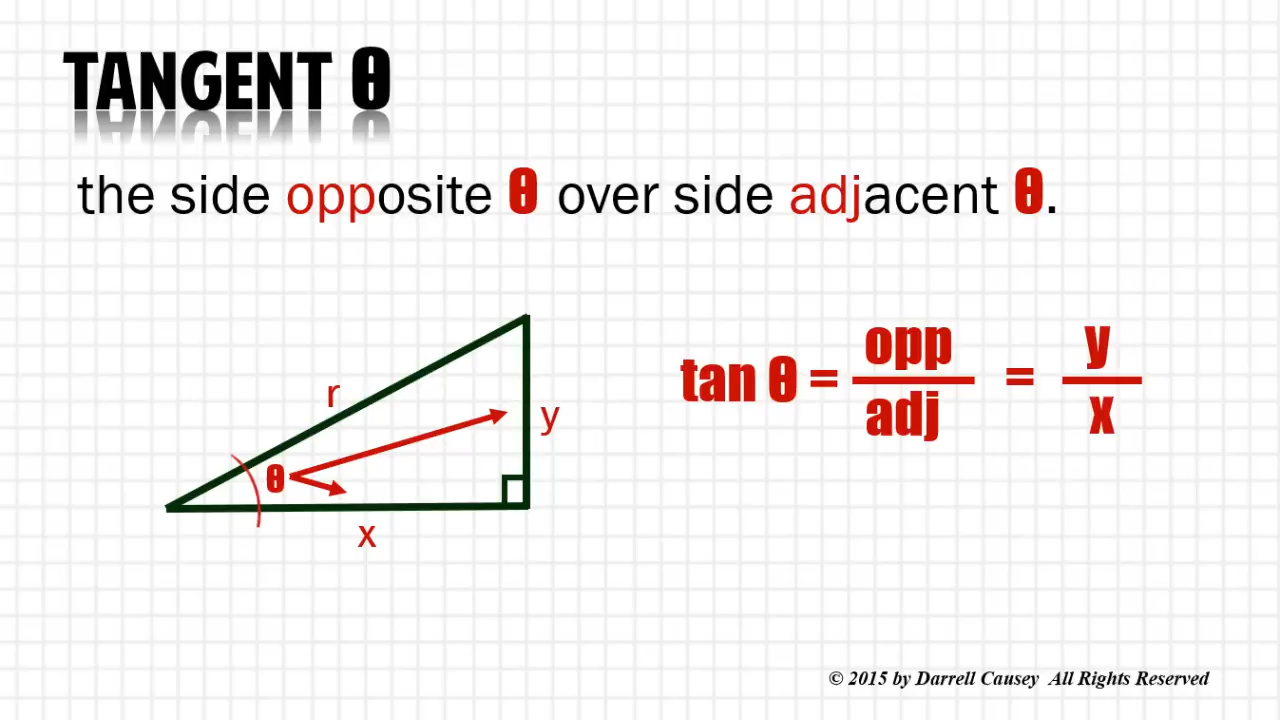 TANGENT θ
the side opposite θ over side adjacent θ.
r
y
θ
x
tan θ = opp / adj = y / x
© 2015 by Darrell Causey All Rights Reserved